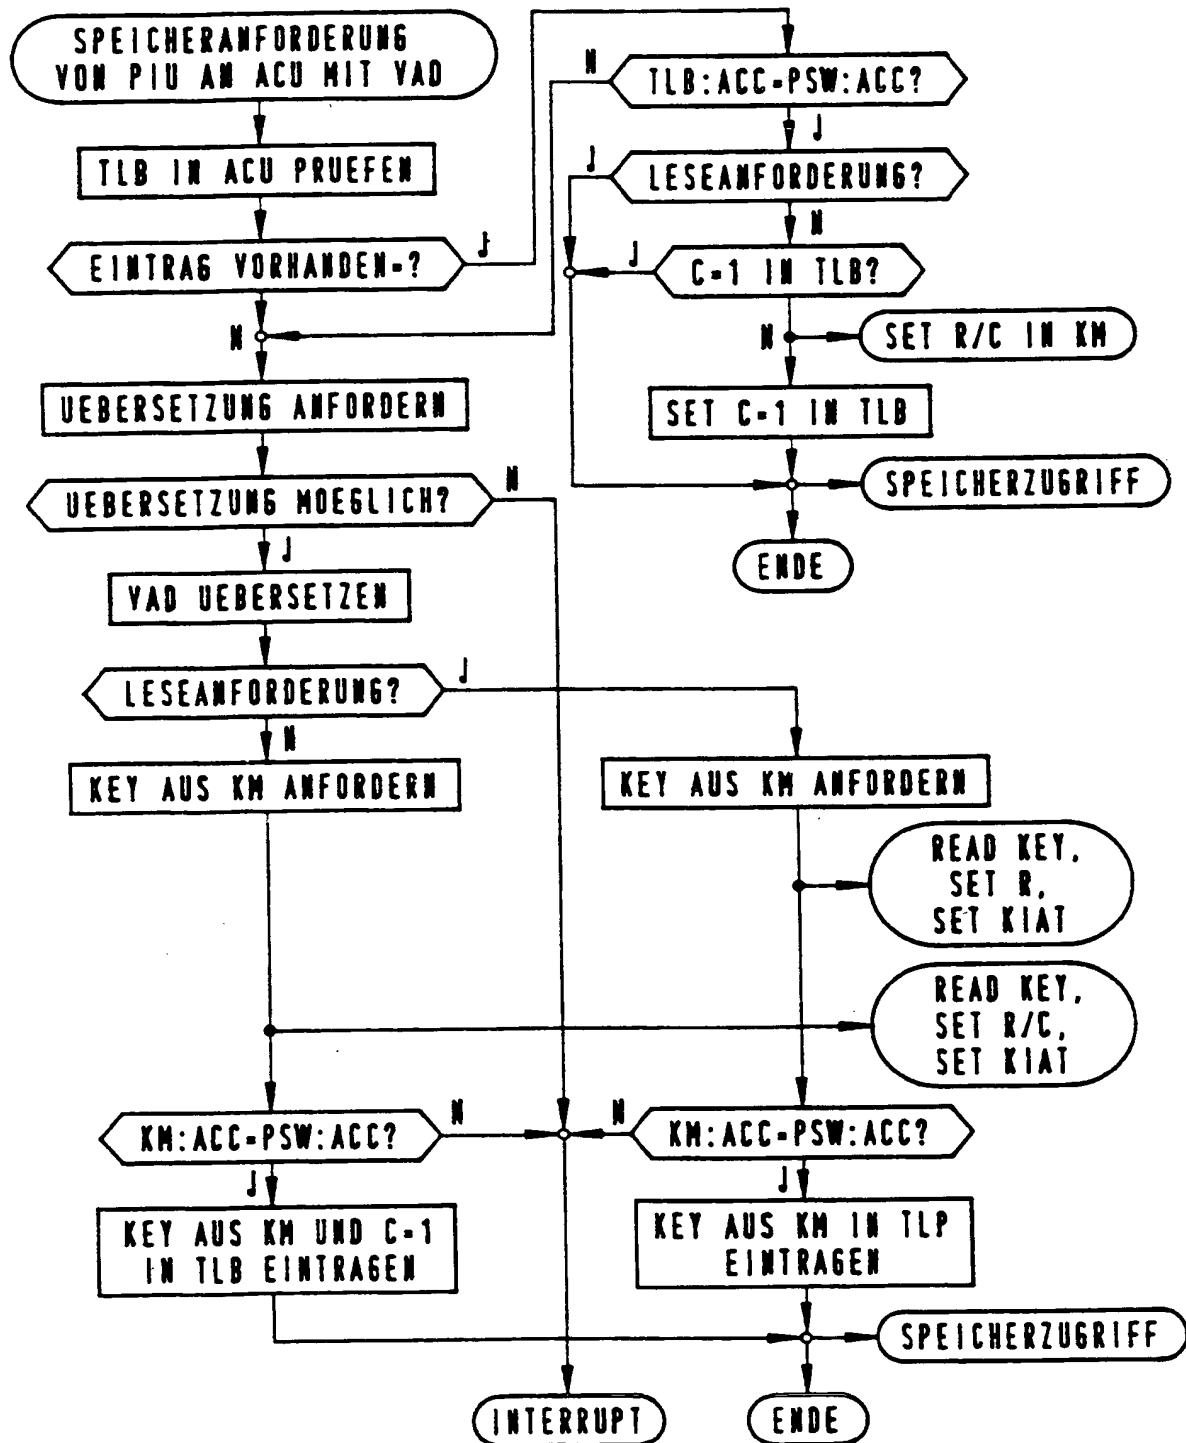 SPEICHERANFORDERUNG
VON PIU AN ACU MIT VAD
TLB IN ACU PRUEFEN
EINTRAG VORHANDEN=?
J
N
UEBERSETZUNG ANFORDERN
UEBERSETZUNG MOEGLICH?
N
J
VAD UEBERSETZEN
LESEANFORDERUNG?
J
N
KEY AUS KM ANFORDERN
KM:ACC=PSW:ACC?
N
J
KEY AUS KM UND C=1
IN TLB EINTRAGEN
INTERRUPT
N
TLB:ACC=PSW:ACC?
J
J
LESEANFORDERUNG?
N
J
C=1 IN TLB?
N
SET R/C IN KM
SET C=1 IN TLB
SPEICHERZUGRIFF
ENDE
KEY AUS KM ANFORDERN
READ KEY,
SET R,
SET KIAT
READ KEY,
SET R/C,
SET KIAT
N
KM:ACC=PSW:ACC?
J
KEY AUS KM IN TLP
EINTRAGEN
SPEICHERZUGRIFF
ENDE